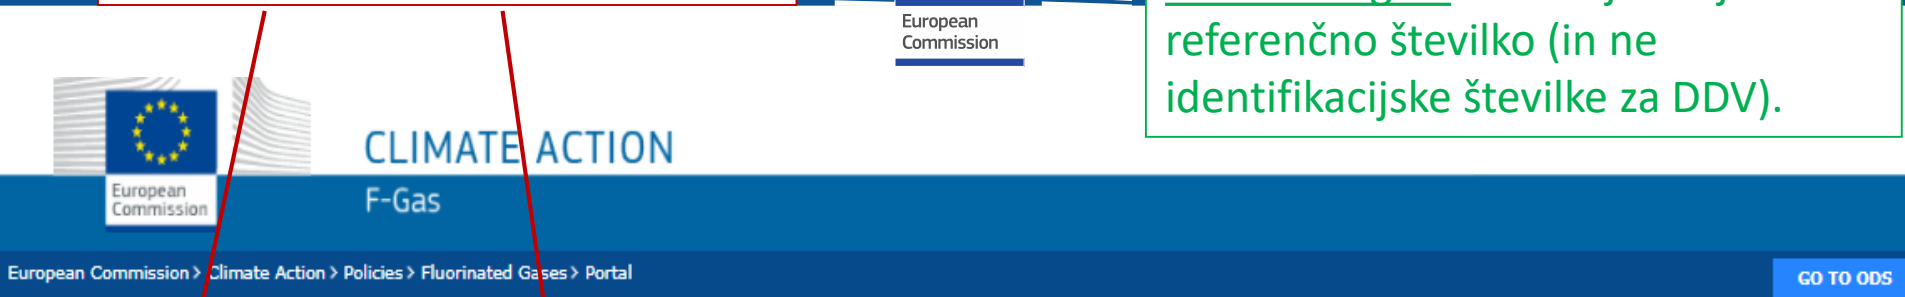 European
Commission
referenčno številko (in ne
identifikacijske številke za DDV).
CLIMATE ACTION
European
Commission
F-Gas
European Commission > Climate Action > Policies > Fluorinated Gases > Portal
GO TO ODS